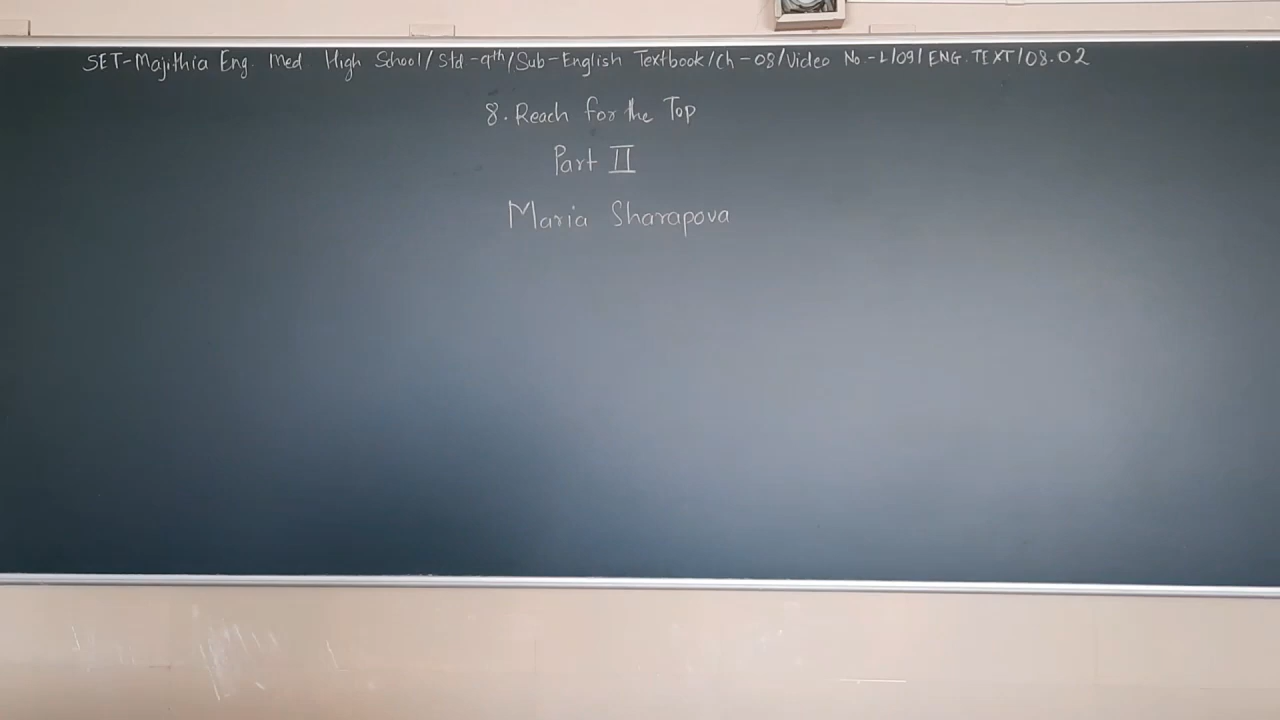 SET-Majithia Eng. Med High School/Std-9th/Sub-English Textbook/Ch-08/Video No.-L/09/ENG.TEXT/08.02
8. Reach for the Top
Part II
Maria Sharapova